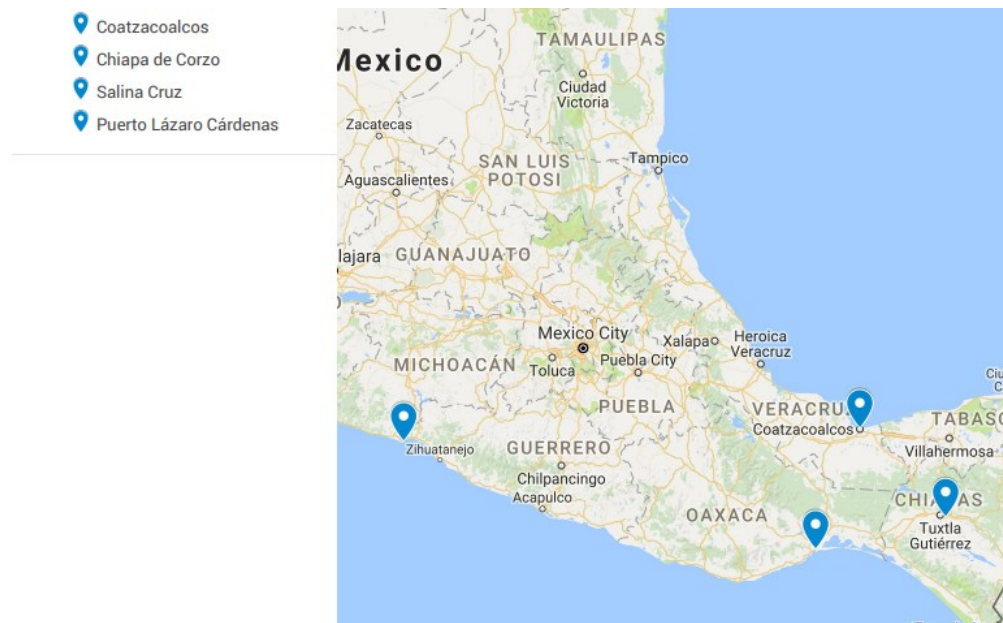 Coatzacoalcos
Chiapa de Corzo
Salina Cruz
Puerto Lázaro Cárdenas
Mexico
TAMAULIPAS
Ciudad
Victoria
Zacatecas
SAN LUIS
POTOSI
Tampico
Aguascalientes
lajara
GUANAJUATO
Mexico City
Xalapa
Heroica
Veracruz
MICHOACÁN
Toluca
Puebla City
PUEBLA
VERACRUZ
Coatzacoalcos
TABASC
Villahermosa
Zihuatanejo
GUERRERO
Chilpancingo
Acapulco
OAXACA
Tuxtla
Gutiérrez